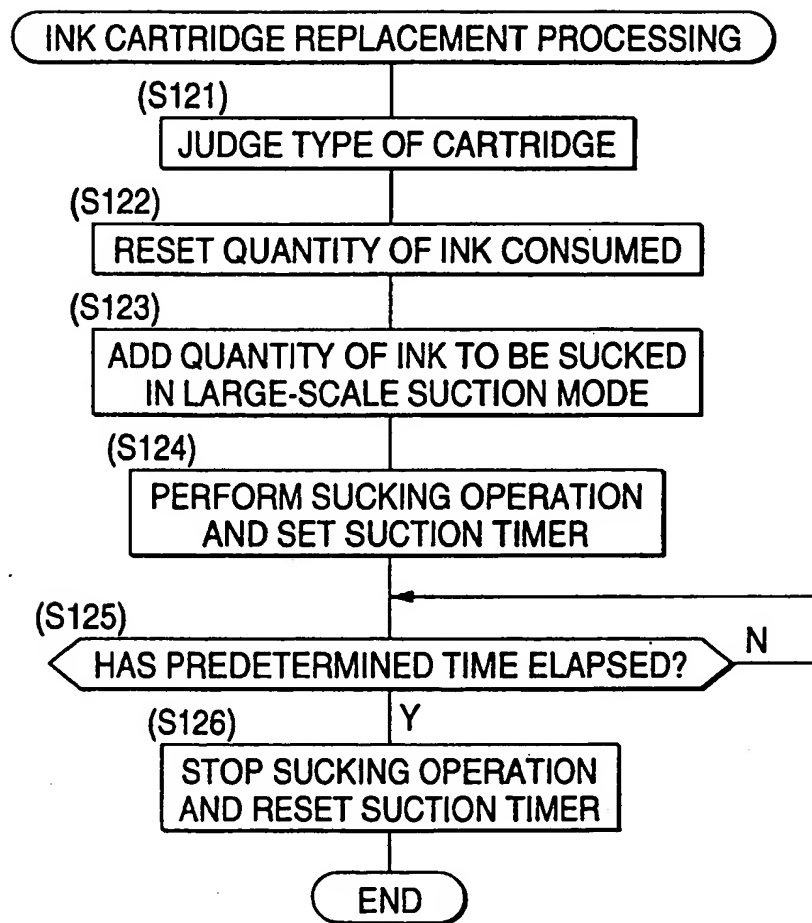 INK CARTRIDGE REPLACEMENT PROCESSING
(S121)
JUDGE TYPE OF CARTRIDGE
(S122)
RESET QUANTITY OF INK CONSUMED
(S123)
ADD QUANTITY OF INK TO BE SUCKED
IN LARGE-SCALE SUCTION MODE
(S124)
PERFORM SUCKING OPERATION
AND SET SUCTION TIMER
(S125)
HAS PREDETERMINED TIME ELAPSED?
N
Y
(S126)
STOP SUCKING OPERATION
AND RESET SUCTION TIMER
END